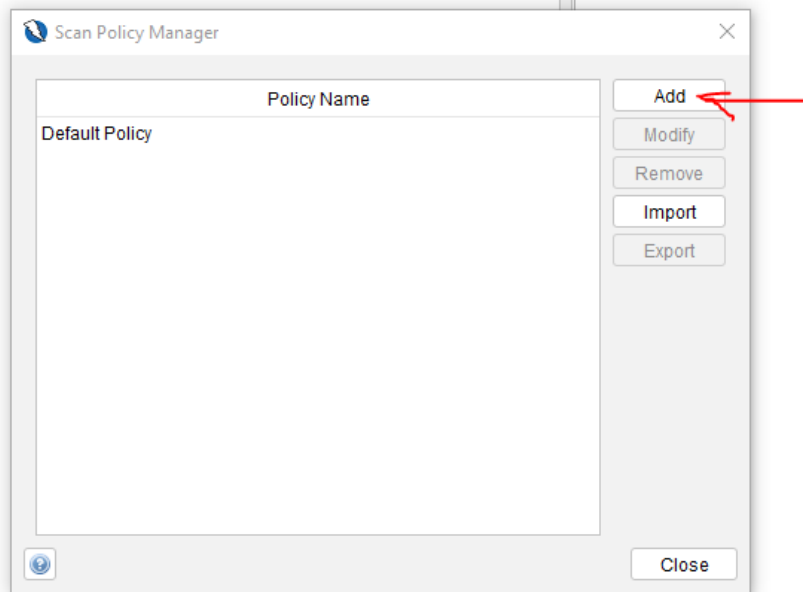 Scan Policy Manager
Policy Name
Default Policy
Add
Modify
Remove
Import
Export
Close